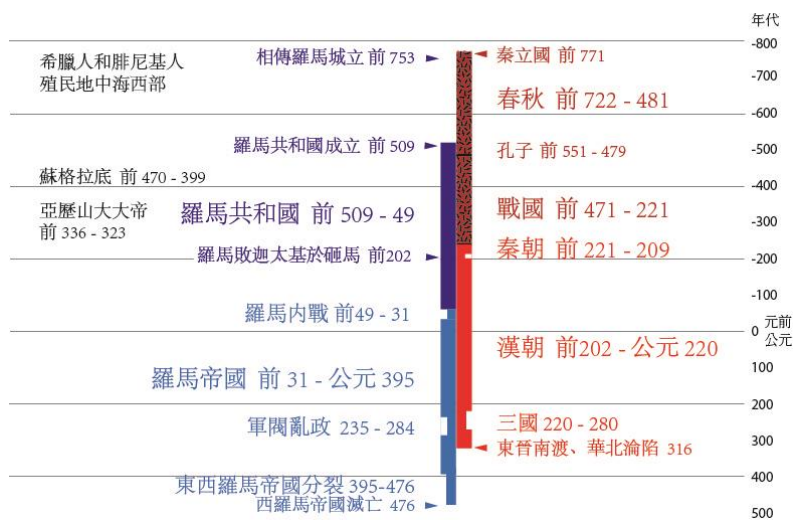 年代
-800
希臘人和腓尼基人
殖民地中海西部
相傳羅馬城立 前 753
秦立國 前 771
-700
春秋 前 722 - 481
-600
羅馬共和國成立 前 509
孔子 前 551 - 479
-500
蘇格拉底 前 470 - 399
-400
亞歷山大大帝
前 336 - 323
羅馬共和國 前 509 - 49
戰國 前 471 - 221
-300
羅馬敗迦太基於砸馬 前202
秦朝 前 221 - 209
-200
-100
羅馬内戰 前49 - 31
0 元前
公元
漢朝 前202 - 公元 220
100
羅馬帝國 前 31 - 公元 395
200
軍閥亂政 235 - 284
三國 220 - 280
300
東晉南渡、華北淪陷 316
400
東西羅馬帝國分裂 395-476
西羅馬帝國滅亡 476
500